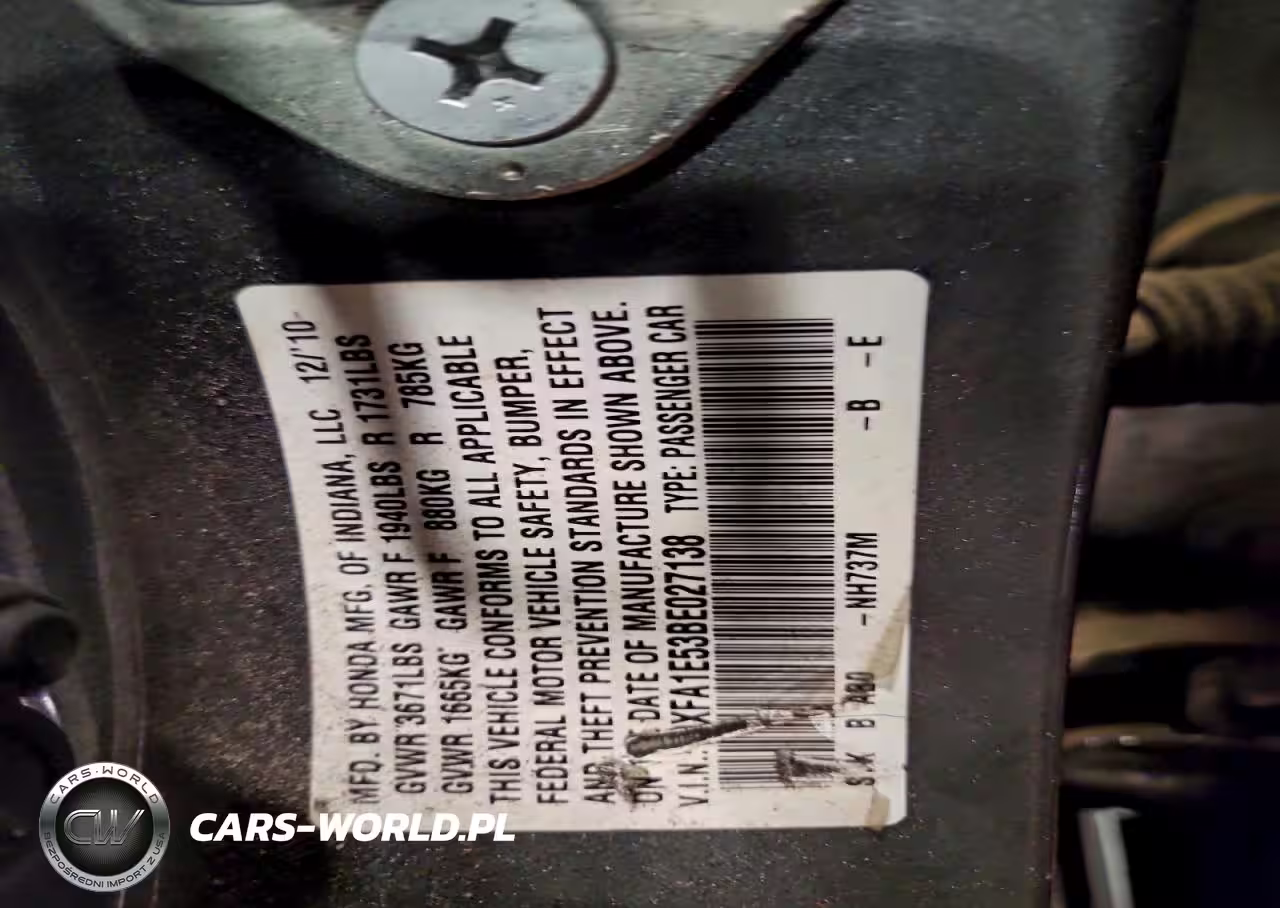 MFD. BY HONDA MFG. OF INDIANA, LLC 12/'10
GVWR 3671LBS GAWR F 1940LBS R 1731LBS
GVWR 1665KG GAWR F 880KG R 785KG
THIS VEHICLE CONFORMS TO ALL APPLICABLE
FEDERAL MOTOR VEHICLE SAFETY, BUMPER,
AND THEFT PREVENTION STANDARDS IN EFFECT
ON DATE OF MANUFACTURE SHOWN ABOVE.
V.I.N.: XFA1E53BE027138 TYPE: PASSENGER CAR
B -NH737M -B -E
CARS-WORLD
CW
BEZPOŚREDNI IMPORT Z USA
CARS-WORLD.PL